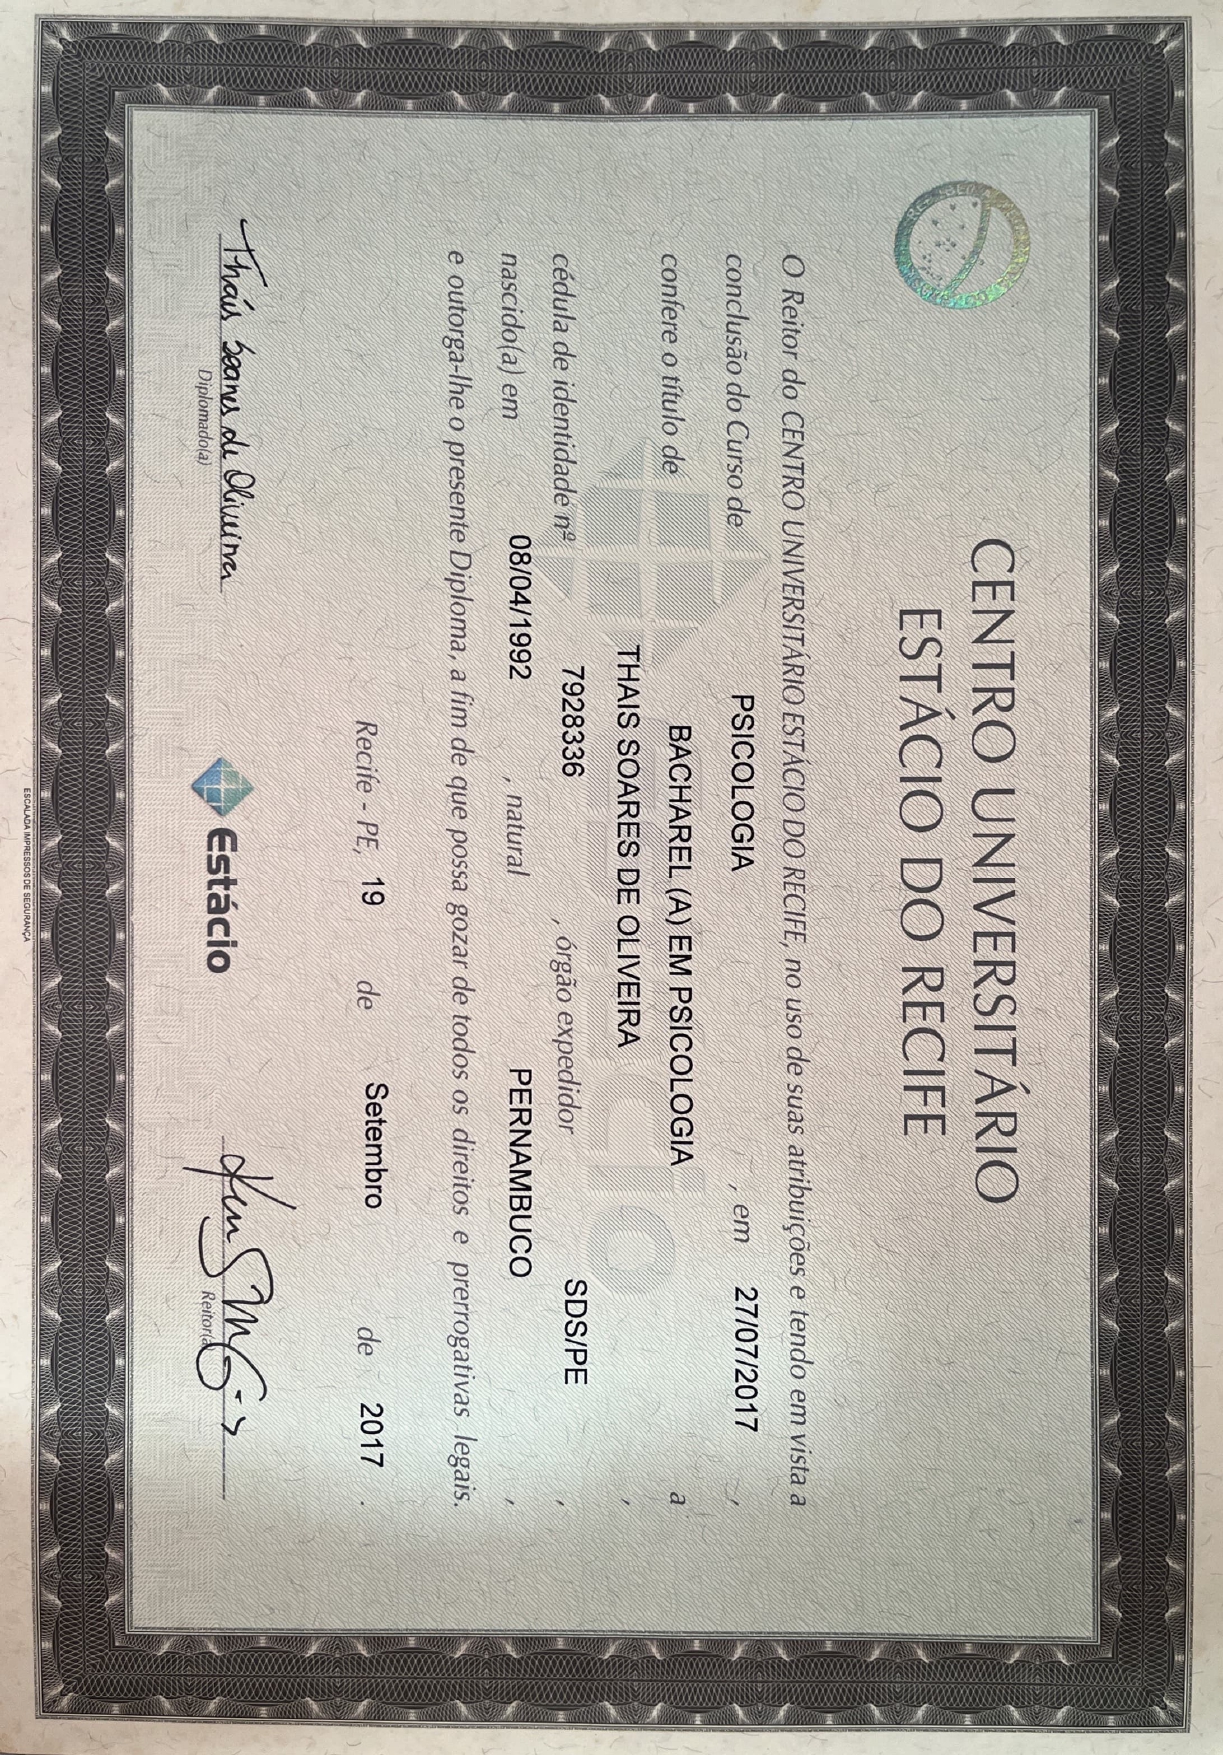 CENTRO UNIVERSITÁRIO
ESTÁCIO DO RECIFE
O Reitor do CENTRO UNIVERSITÁRIO ESTÁCIO DO RECIFE, no uso de suas atribuições e tendo em vista a
conclusão do Curso de PSICOLOGIA , em 27/07/2017 ,
confere o título de BACHAREL (A) EM PSICOLOGIA a
THAIS SOARES DE OLIVEIRA ,
cédula de identidade nº 7928336 , órgão expedidor SDS/PE ,
nascido(a) em 08/04/1992 , natural PERNAMBUCO ,
e outorga-lhe o presente Diploma, a fim de que possa gozar de todos os direitos e prerrogativas legais.
Recife - PE, 19 de Setembro de 2017 .
Thaís Soares de Oliveira
Diplomado(a)
Estácio
Reitor(a)
ESCALADA IMPRESSOS DE SEGURANÇA